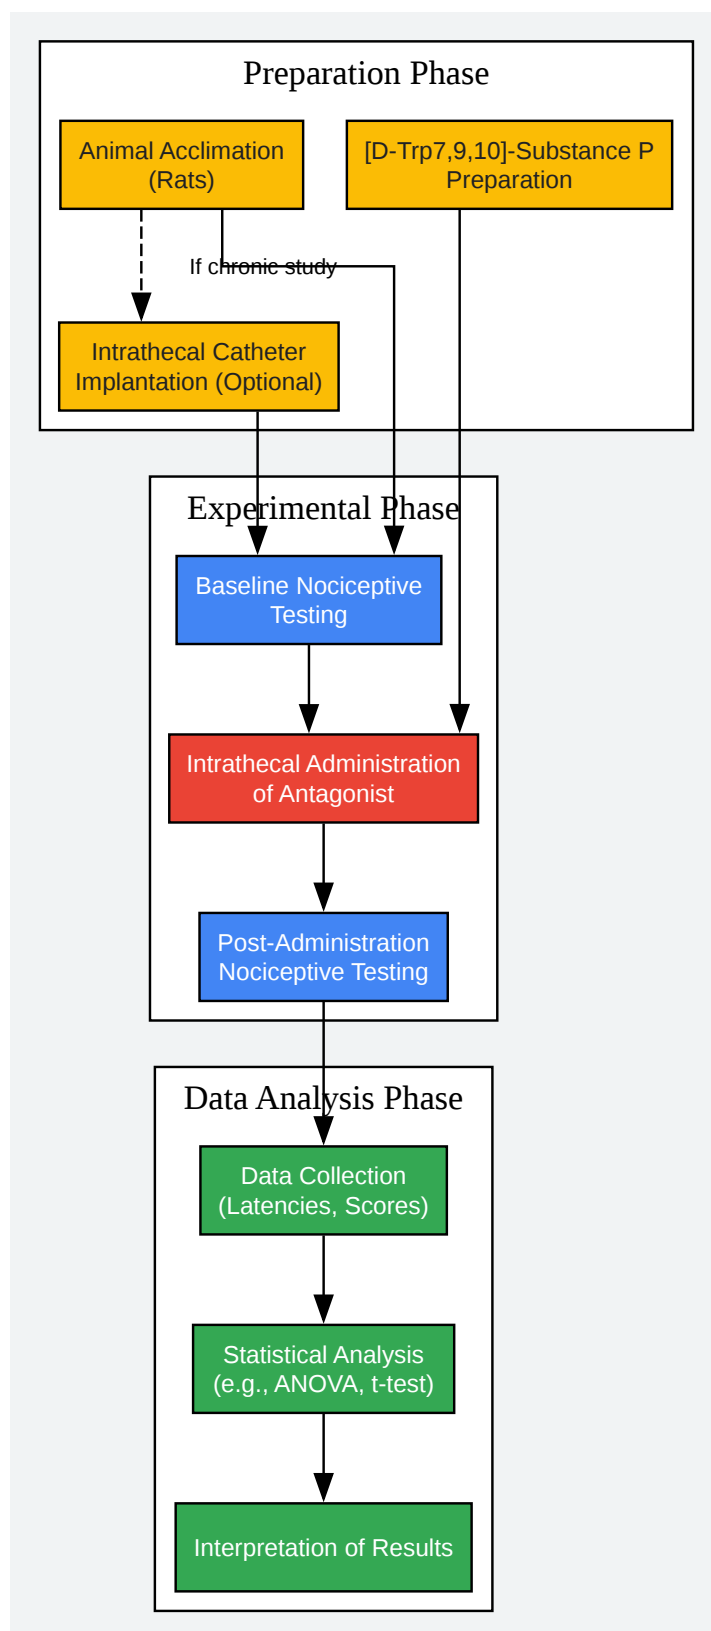 Preparation Phase
Animal Acclimation
(Rats)
[D-Trp7,9,10]-Substance P
Preparation
If chronic study
Intrathecal Catheter
Implantation (Optional)
Experimental Phase
Baseline Nociceptive
Testing
Intrathecal Administration
of Antagonist
Post-Administration
Nociceptive Testing
Data Analysis Phase
Data Collection
(Latencies, Scores)
Statistical Analysis
(e.g., ANOVA, t-test)
Interpretation of Results